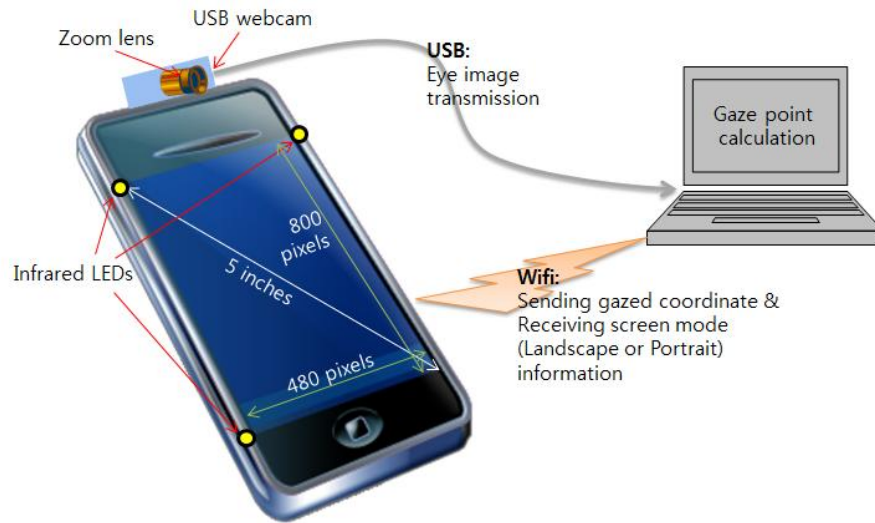 USB webcam
Zoom lens
USB:
Eye image
transmission
Gaze point
calculation
800
pixels
5 inches
Infrared LEDs
480 pixels
Wifi:
Sending gazed coordinate &
Receiving screen mode
(Landscape or Portrait)
information